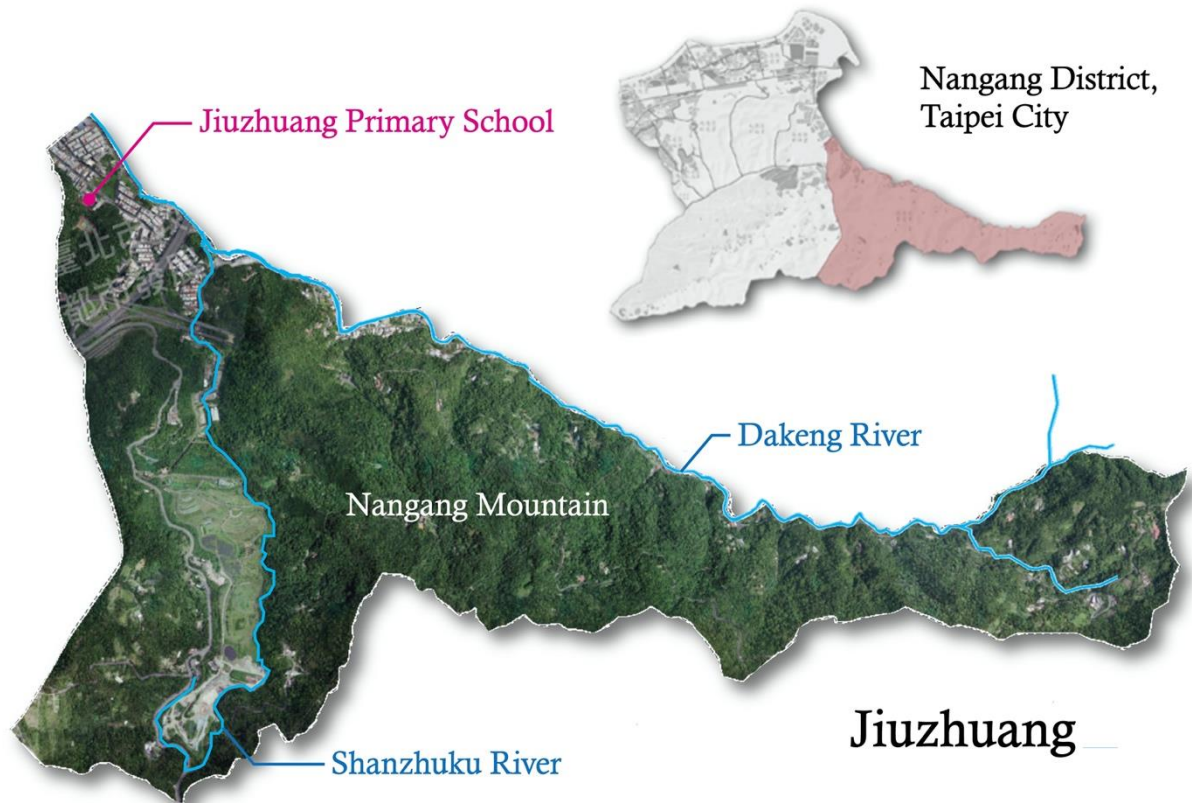 Jiuzhuang Primary School
Nangang District,
Taipei City
Dakeng River
Nangang Mountain
Jiuzhuang
Shanzhuku River